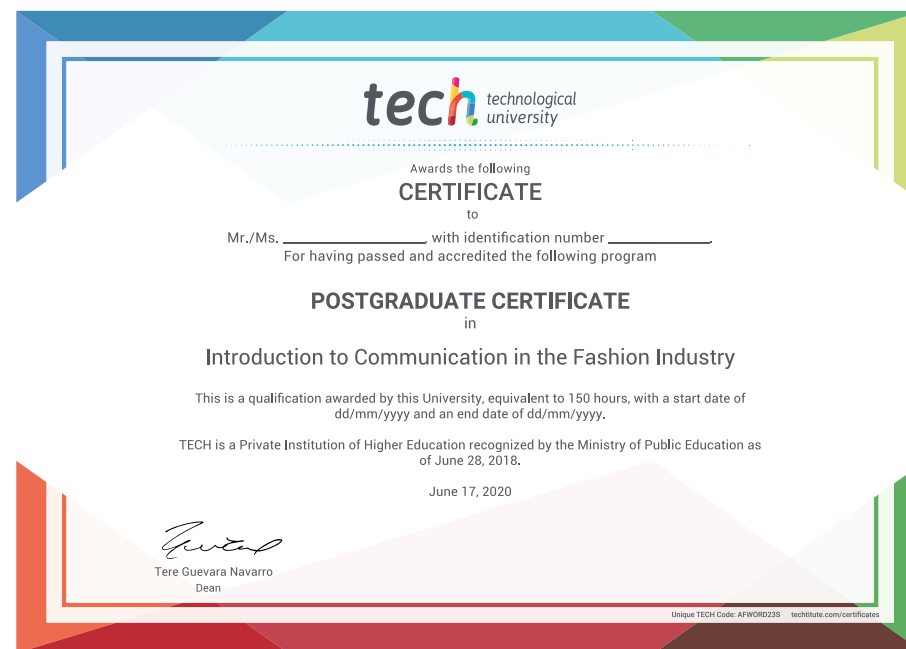 tech technological
university
Awards the following
CERTIFICATE
to
Mr./Ms. ____________, with identification number ____________.
For having passed and accredited the following program
POSTGRADUATE CERTIFICATE
in
Introduction to Communication in the Fashion Industry
This is a qualification awarded by this University, equivalent to 150 hours, with a start date of
dd/mm/yyyy and an end date of dd/mm/yyyy.
TECH is a Private Institution of Higher Education recognized by the Ministry of Public Education as
of June 28, 2018.
June 17, 2020
Tere Guevara Navarro
Dean
Unique TECH Code: AFWORD23S techtitute.com/certificates